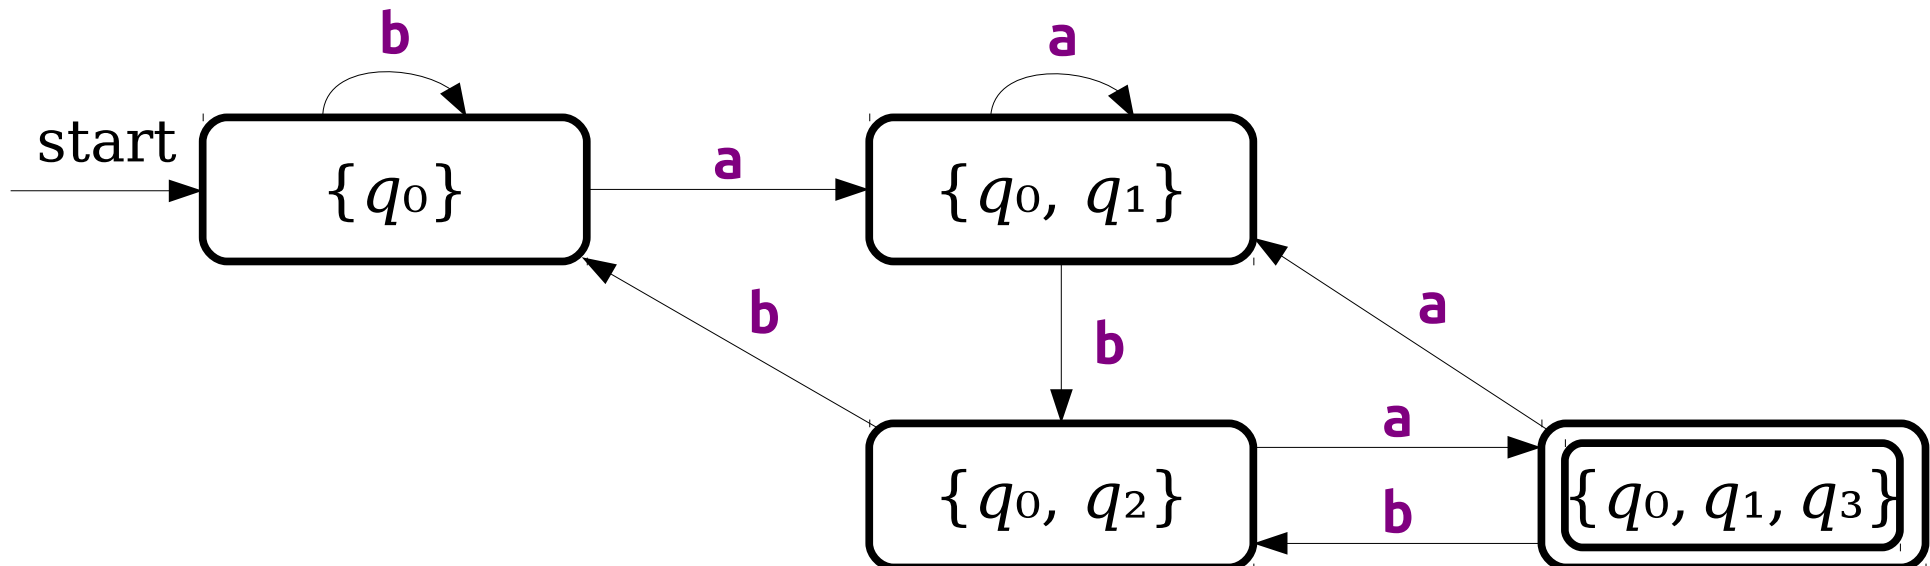 b
a
start
{q₀}
a
{q₀, q₁}
b
b
a
a
{q₀, q₂}
b
{q₀, q₁, q₃}